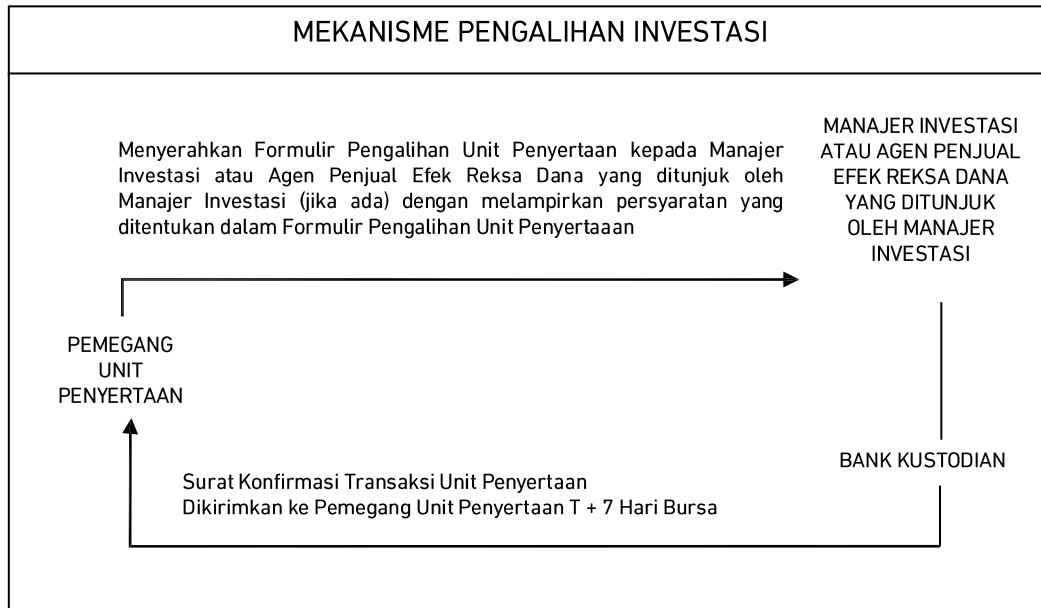 MEKANISME PENGALIHAN INVESTASI
Menyerahkan Formulir Pengalihan Unit Penyertaan kepada Manajer
Investasi atau Agen Penjual Efek Reksa Dana yang ditunjuk oleh
Manajer Investasi (jika ada) dengan melampirkan persyaratan yang
ditentukan dalam Formulir Pengalihan Unit Penyertaaan
MANAJER INVESTASI
ATAU AGEN PENJUAL
EFEK REKSA DANA
YANG DITUNJUK
OLEH MANAJER
INVESTASI
PEMEGANG
UNIT
PENYERTAAN
BANK KUSTODIAN
Surat Konfirmasi Transaksi Unit Penyertaan
Dikirimkan ke Pemegang Unit Penyertaan T + 7 Hari Bursa